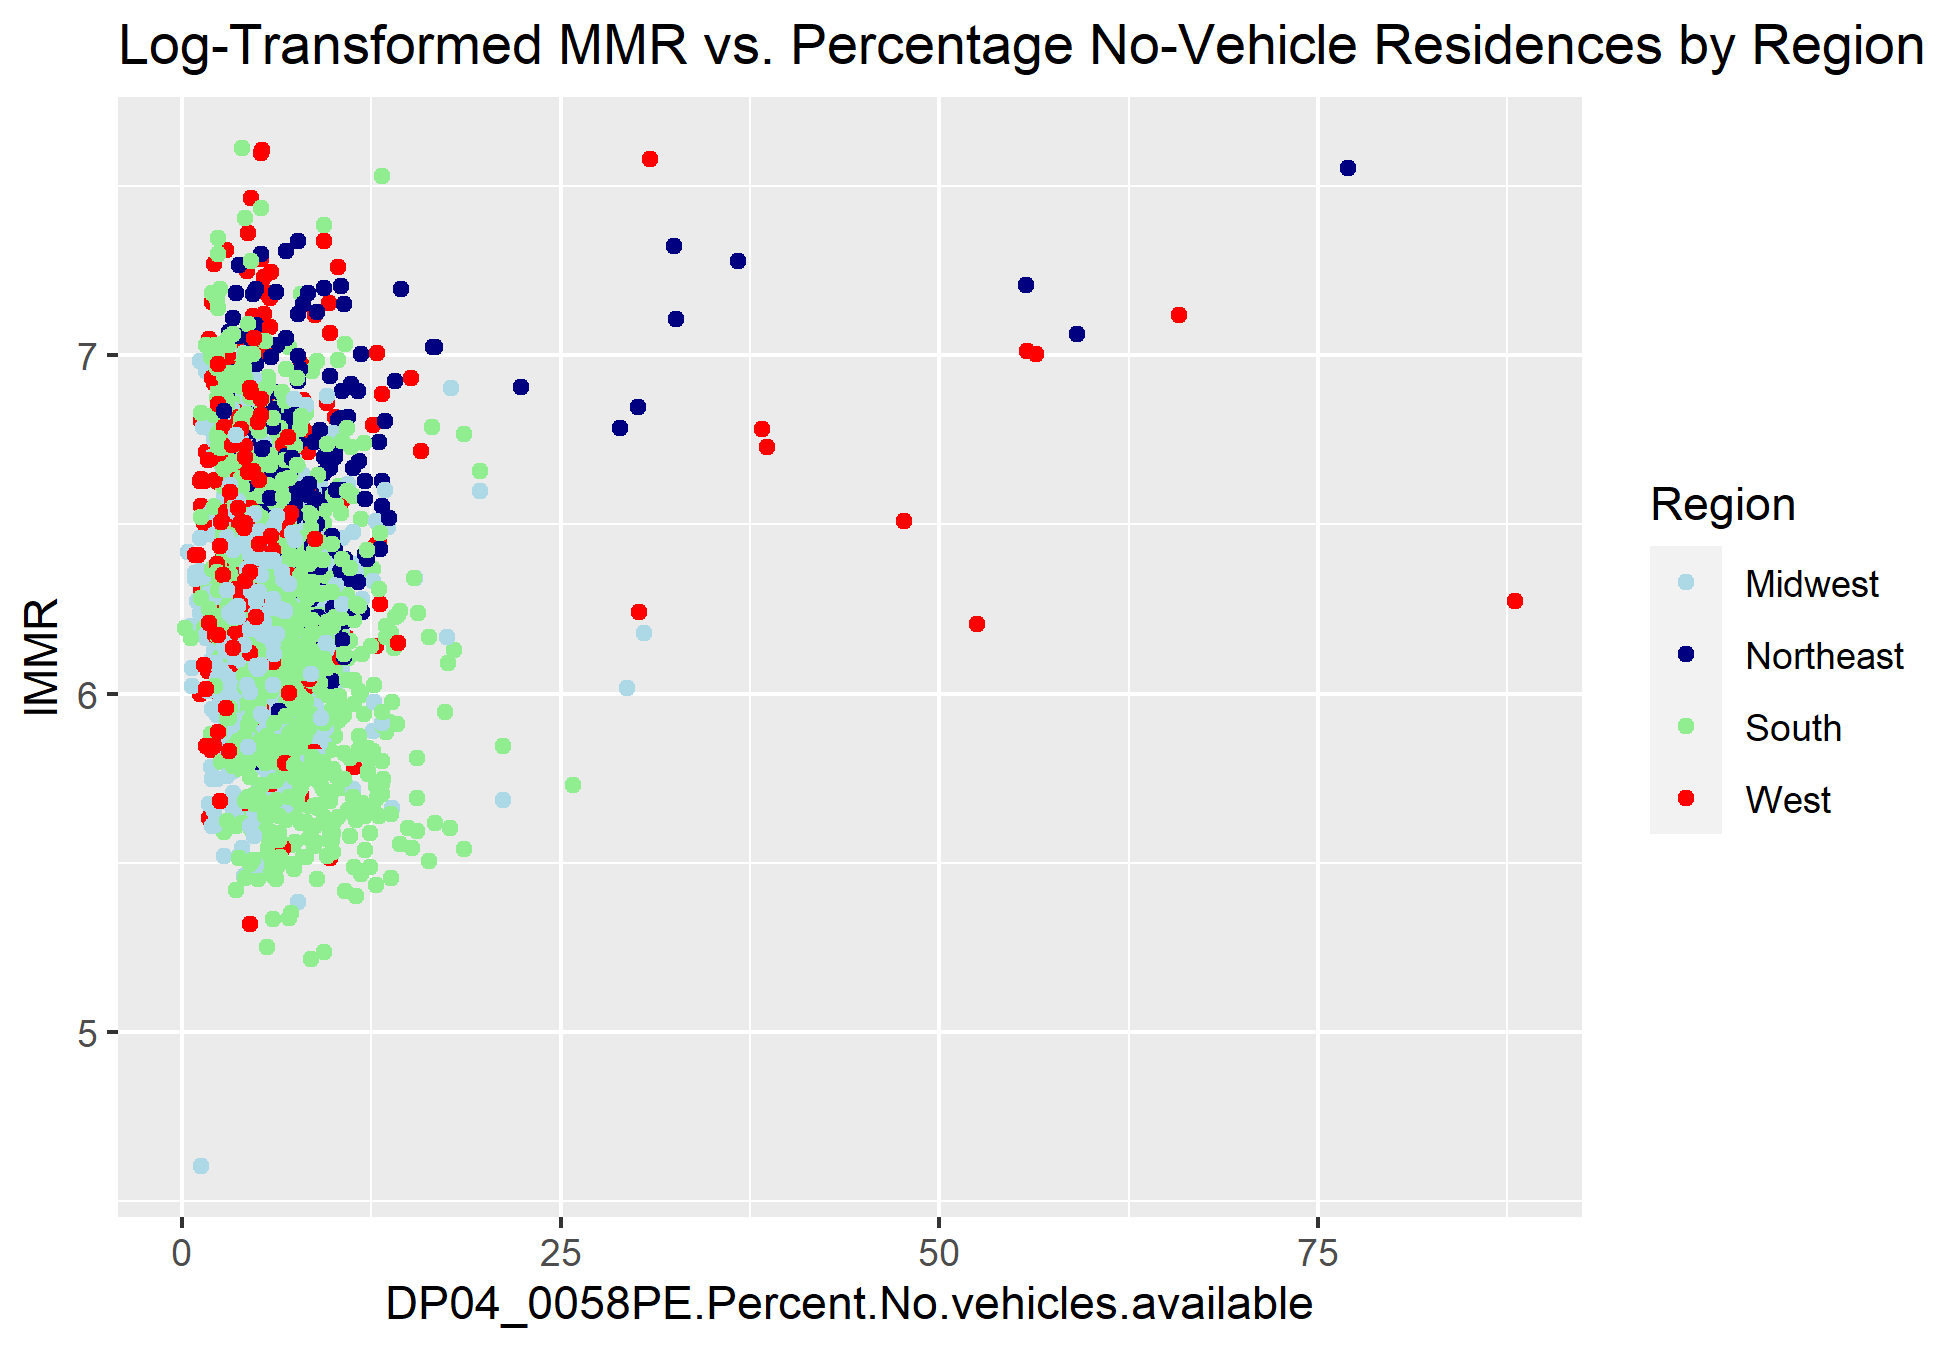 Log-Transformed MMR vs. Percentage No-Vehicle Residences by Region
lMMR
7
6
5
0 25 50 75
DP04_0058PE.Percent.No.vehicles.available
Region
Midwest
Northeast
South
West